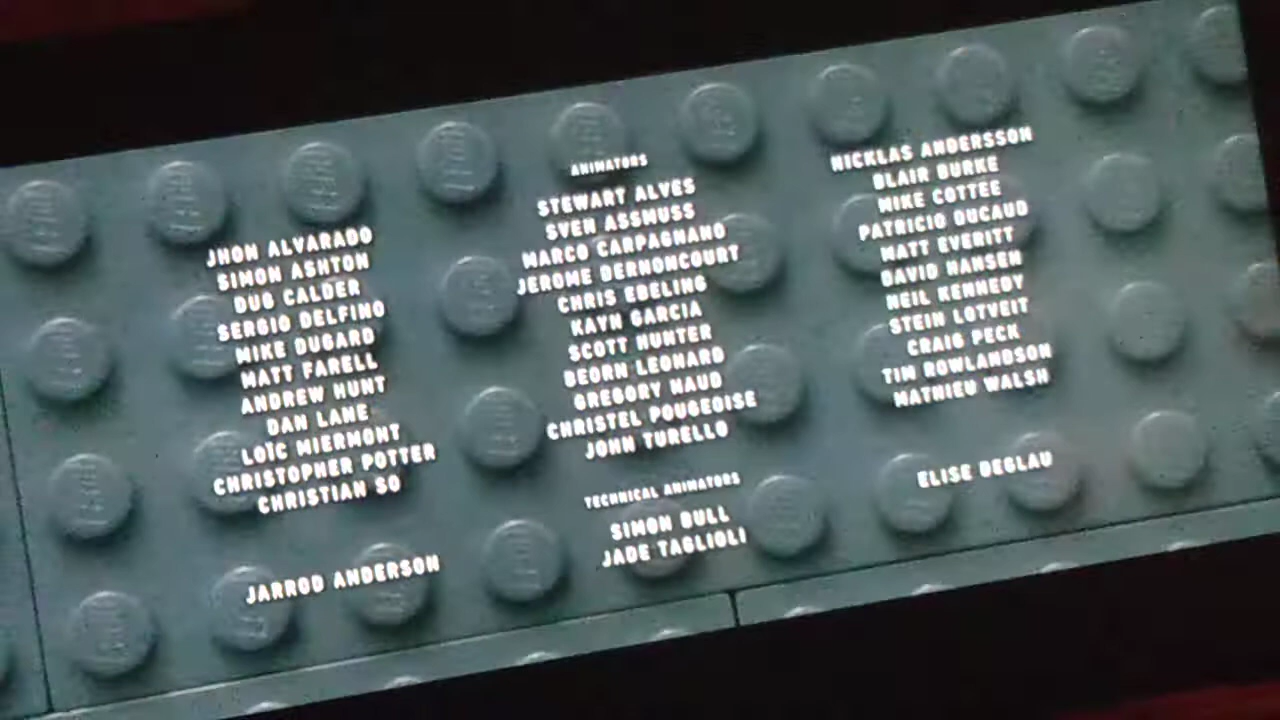 ANIMATORS
JHON ALVARADO
SIMON ASHTON
DUG CALDER
SERGIO DELFINO
MIKE DUGARD
MATT FARELL
ANDREW HUNT
DAN LANE
LOÏC MIERMONT
CHRISTOPHER POTTER
CHRISTIAN SO
STEWART ALVES
SVEN ASSMUSS
MARCO CARPAGNANO
JEROME DERNONCOURT
CHRIS EBELING
KAYN GARCIA
SCOTT HUNTER
BEORN LEONARD
GREGORY NAUD
CHRISTEL POUGEOISE
JOHN TURELLO
NICKLAS ANDERSSON
BLAIR BURKE
MIKE COTTEE
PATRICIO DUCAUD
MATT EVERITT
DAVID HANSEN
NEIL KENNEDY
STEIN LOTVEIT
CRAIG PECK
TIM ROWLANDSON
MATHIEU WALSH
TECHNICAL ANIMATORS
JARROD ANDERSON
SIMON BULL
JADE TAGLIOLI
ELISE DEGLAU